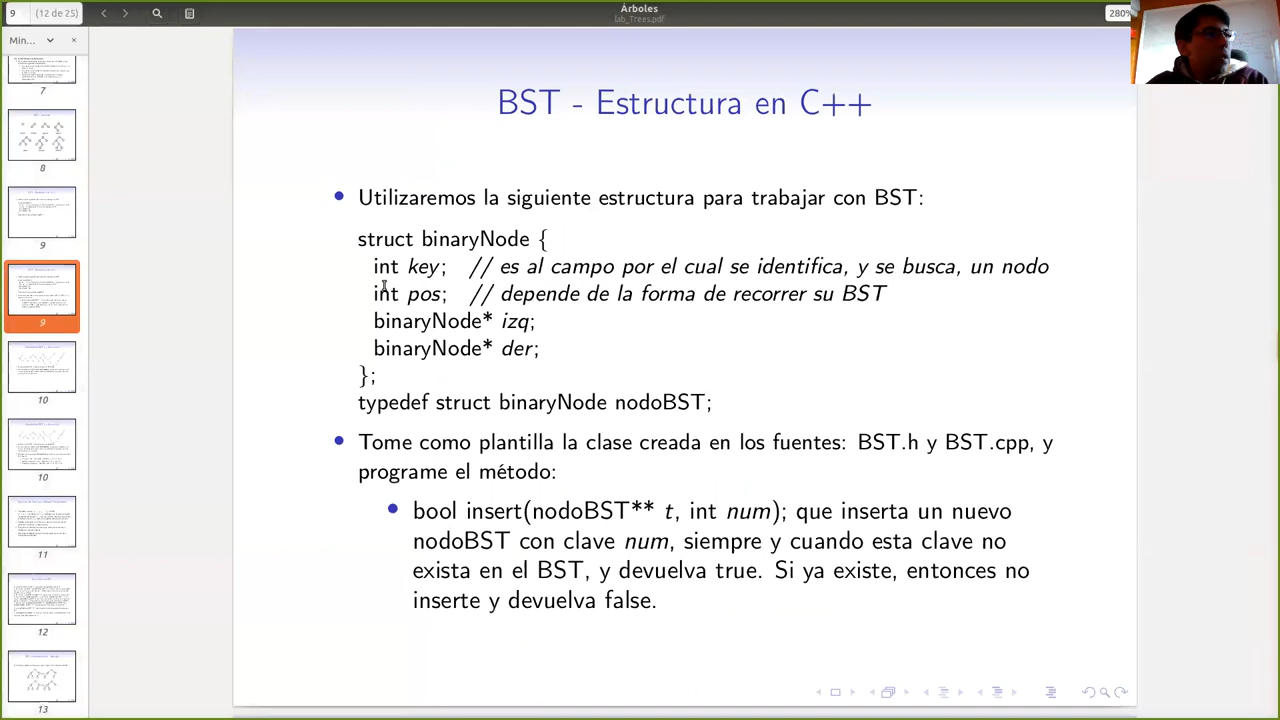 9
(12 de 25)
Árboles
lab_Trees.pdf
280%
Min...
7
8
9
9
10
10
11
12
13
BST - Estructura en C++
Utilizaremos la siguiente estructura para trabajar con BST:
struct binaryNode {
int key; // es al campo por el cual se identifica, y se busca, un nodo
int pos; // depende de la forma de recorrer su BST
binaryNode* izq;
binaryNode* der;
};
typedef struct binaryNode nodoBST;
Tome como plantilla la clase creada en los fuentes: BST.h y BST.cpp, y
programe el método:
bool insert(nodoBST** t, int num); que inserta un nuevo
nodoBST con clave num, siempre y cuando esta clave no
exista en el BST, y devuelva true. Si ya existe, entonces no
inserte y devuelva false.